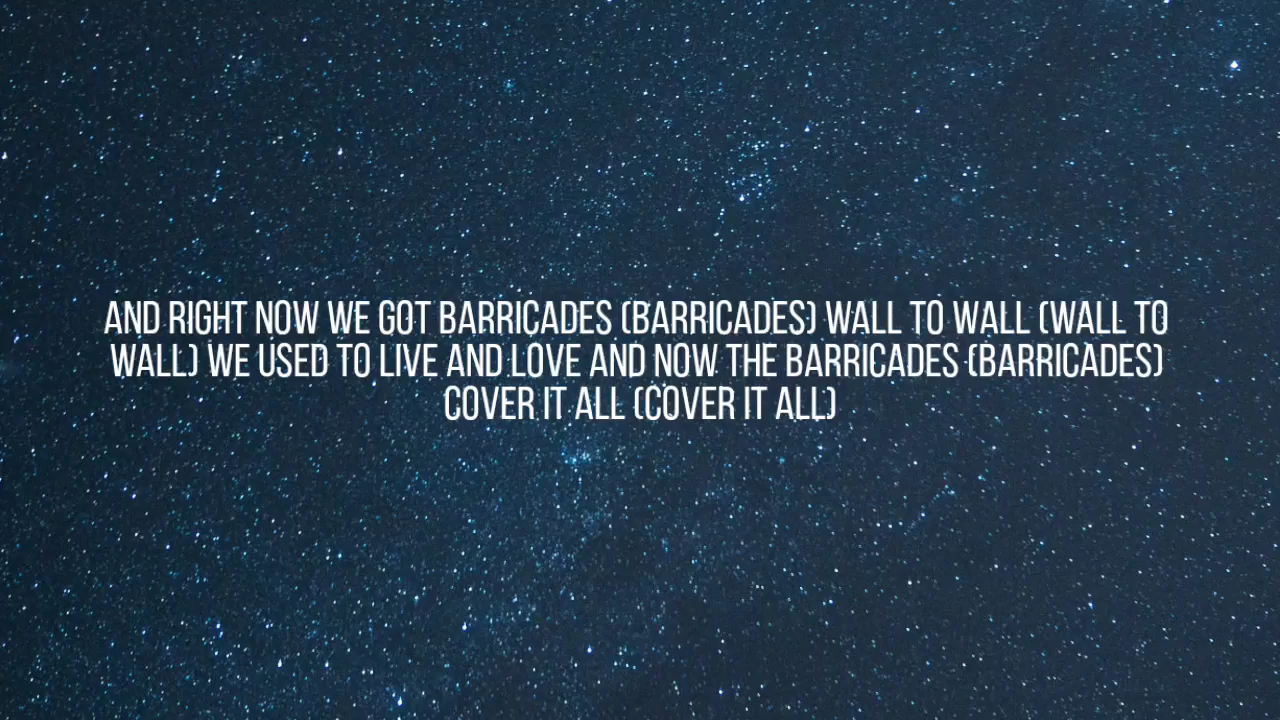 AND RIGHT NOW WE GOT BARRICADES (BARRICADES) WALL TO WALL (WALL TO
WALL) WE USED TO LIVE AND LOVE AND NOW THE BARRICADES (BARRICADES)
COVER IT ALL (COVER IT ALL)